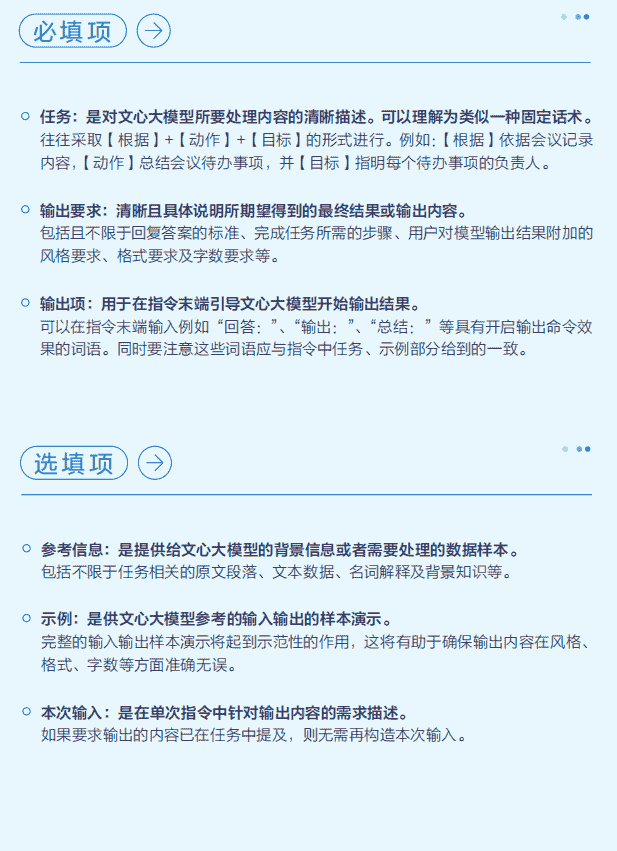 必填项
任务：是对文心大模型所要处理内容的清晰描述。可以理解为类似一种固定话术。
往往采取【根据】+【动作】+【目标】的形式进行。例如：【根据】依据会议记录
内容，【动作】总结会议待办事项，并【目标】指明每个待办事项的负责人。
输出要求：清晰且具体说明所期望得到的最终结果或输出内容。
包括且不限于回复答案的标准、完成任务所需的步骤、用户对模型输出结果附加的
风格要求、格式要求及字数要求等。
输出项：用于在指令末端引导文心大模型开始输出结果。
可以在指令末端输入例如“回答：”、“输出：”、“总结：”等具有开启输出命令效
果的词语。同时要注意这些词语应与指令中任务、示例部分给到的一致。
选填项
参考信息：是提供给文心大模型的背景信息或者需要处理的数据样本。
包括不限于任务相关的原文段落、文本数据、名词解释及背景知识等。
示例：是供文心大模型参考的输入输出的样本演示。
完整的输入输出样本演示将起到示范性的作用，这将有助于确保输出内容在风格、
格式、字数等方面准确无误。
本次输入：是在单次指令中针对输出内容的需求描述。
如果要求输出的内容已在任务中提及，则无需再构造本次输入。